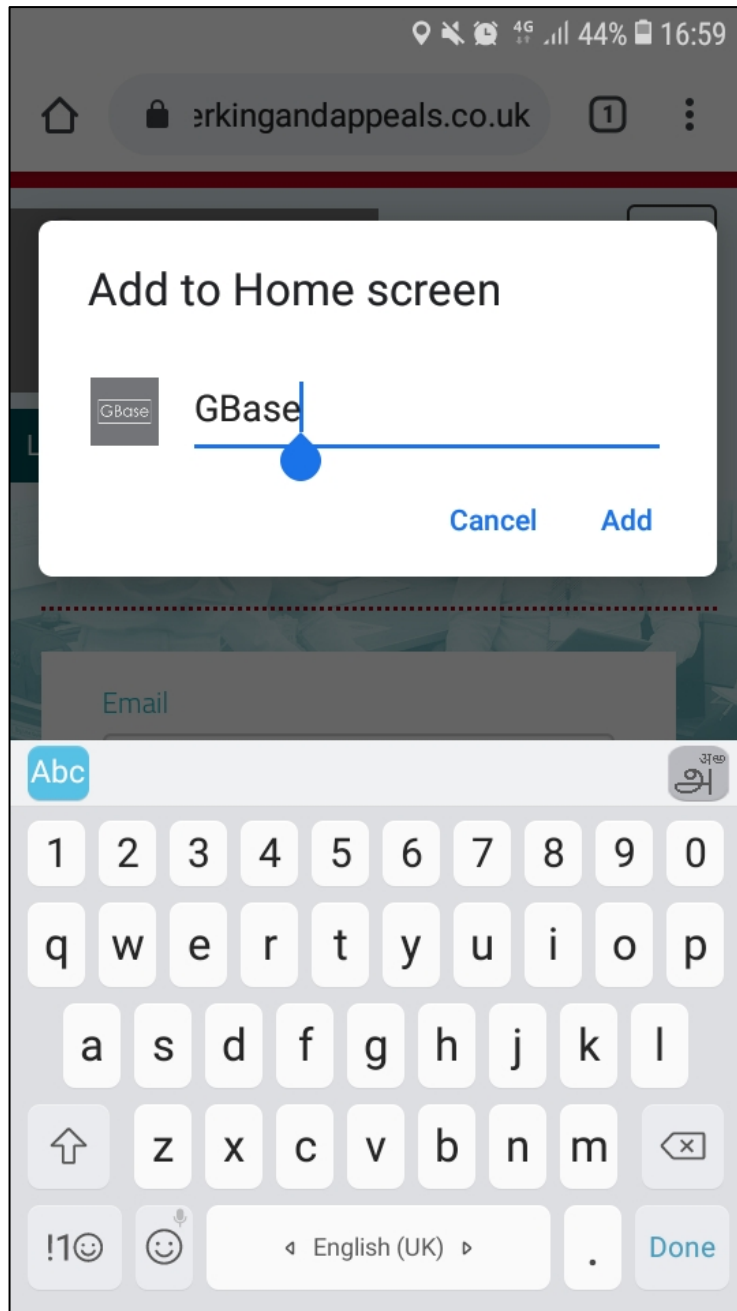 4G 44% 16:59
erkingandappeals.co.uk 1
Add to Home screen
GBase GBase
Cancel Add
Email
Abc அ அൽ
1 2 3 4 5 6 7 8 9 0
q w e r t y u i o p
a s d f g h j k l
z x c v b n m
!1☺ English (UK) . Done